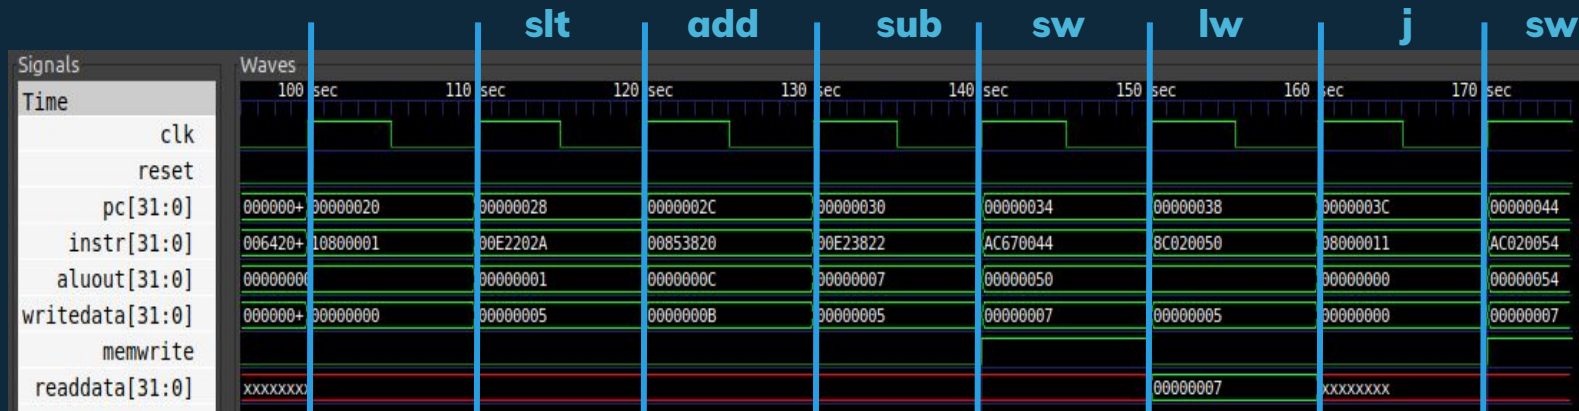 slt add sub sw lw j sw
Signals Waves
Time 100 sec 110 sec 120 sec 130 sec 140 sec 150 sec 160 sec 170 sec
clk
reset
pc[31:0] 000000+ 00000020 00000028 0000002C 00000030 00000034 00000038 0000003C 00000044
instr[31:0] 006420+ 10800001 00E2202A 00853820 00E23822 AC670044 8C020050 08000011 AC020054
aluout[31:0] 00000000 00000001 0000000C 00000007 00000050 00000000 00000054
writedata[31:0] 000000+ 00000000 00000005 0000000B 00000005 00000007 00000005 00000000 00000007
memwrite
readdata[31:0] xxxxxxxx 00000007 xxxxxxxx